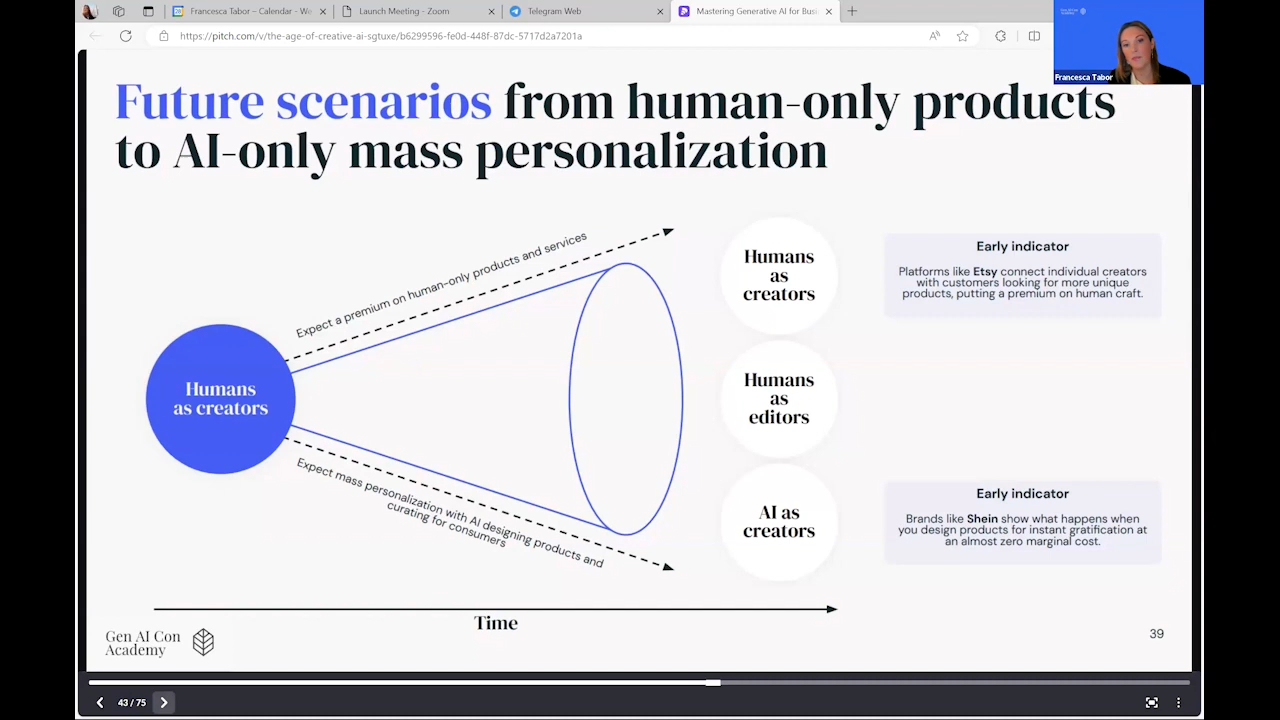 Francesca Tabor – Calendar - We
Launch Meeting - Zoom
Telegram Web
Mastering Generative AI for Busi
https://pitch.com/v/the-age-of-creative-ai-sgtuxe/b6299596-fe0d-448f-87dc-5717d2a7201a
Francesca Tabor
Future scenarios from human-only products
to AI-only mass personalization
Expect a premium on human-only products and services
Humans
as creators
Expect mass personalization with AI designing products and
curating for consumers
Humans
as
creators
Early indicator
Platforms like Etsy connect individual creators
with customers looking for more unique
products, putting a premium on human craft.
Humans
as
editors
AI as
creators
Early indicator
Brands like Shein show what happens when
you design products for instant gratification at
an almost zero marginal cost.
Time
Gen AI Con
Academy
39
43 / 75